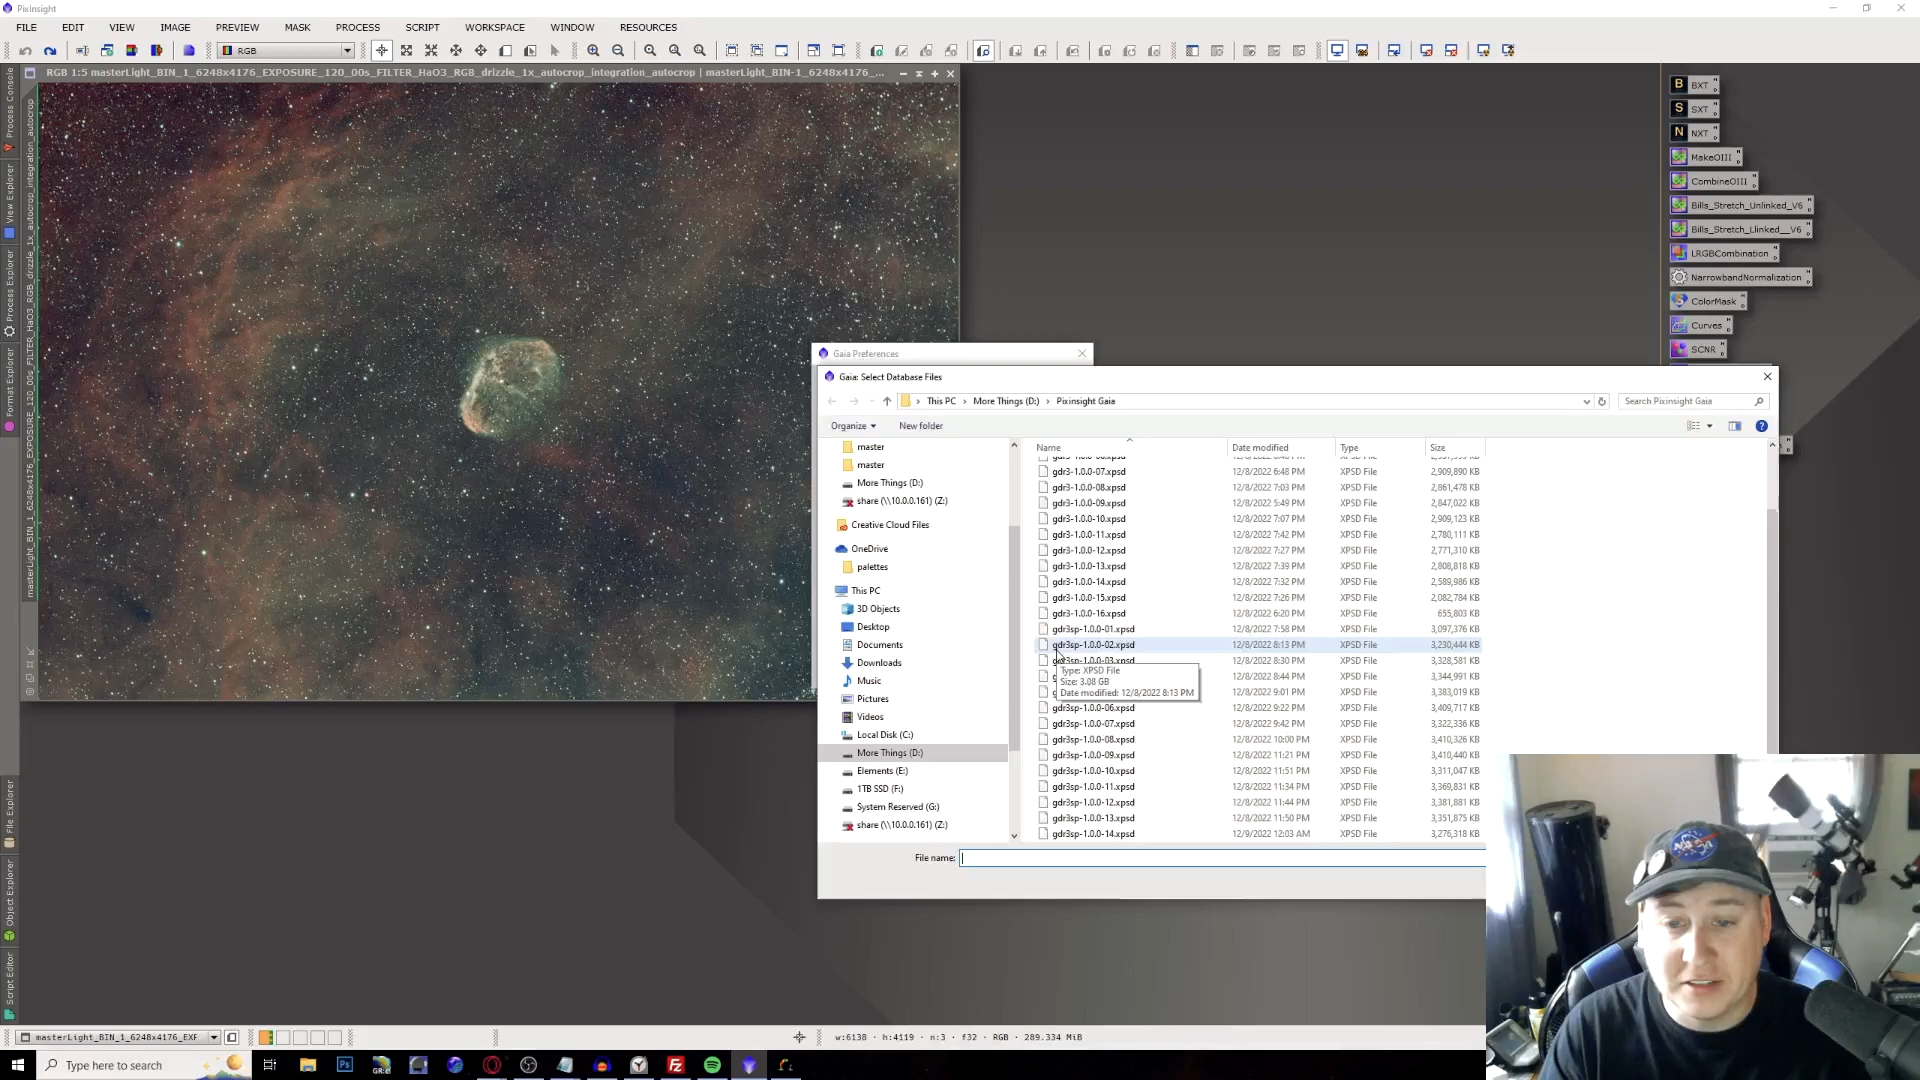 PixInsight
FILE EDIT VIEW IMAGE PREVIEW MASK PROCESS SCRIPT WORKSPACE WINDOW RESOURCES
RGB
RGB 1:5 masterLight_BIN_1_6248x4176_EXPOSURE_120_00s_FILTER_HaO3_RGB_drizzle_1x_autocrop_integration_autocrop | masterLight_BIN-1_6248x4176_...
Process Console
View Explorer
Process Explorer
Format Explorer
File Explorer
Object Explorer
Script Editor
masterLight_BIN_1_6248x4176_EXPOSURE_120_00s_FILTER_HaO3_RGB_drizzle_1x_autocrop_integration_autocrop
B BXT
S SXT
N NXT
MakeOIII
CombineOIII
Bills_Stretch_Unlinked_V6
Bills_Stretch_Llinked__V6
LRGBCombination
NarrowbandNormalization
ColorMask
Curves
SCNR
Gaia Preferences
Gaia: Select Database Files
This PC > More Things (D:) > Pixinsight Gaia
Search Pixinsight Gaia
Organize New folder
master
master
More Things (D:)
share (\\10.0.0.161) (Z:)
Creative Cloud Files
OneDrive
palettes
This PC
3D Objects
Desktop
Documents
Downloads
Music
Pictures
Videos
Local Disk (C:)
More Things (D:)
Elements (E:)
1TB SSD (F:)
System Reserved (G:)
share (\\10.0.0.161) (Z:)
Name Date modified Type Size
gdr3-1.0.0-07.xpsd 12/8/2022 6:48 PM XPSD File 2,909,890 KB
gdr3-1.0.0-08.xpsd 12/8/2022 7:03 PM XPSD File 2,861,478 KB
gdr3-1.0.0-09.xpsd 12/8/2022 5:49 PM XPSD File 2,847,022 KB
gdr3-1.0.0-10.xpsd 12/8/2022 7:07 PM XPSD File 2,909,123 KB
gdr3-1.0.0-11.xpsd 12/8/2022 7:42 PM XPSD File 2,780,111 KB
gdr3-1.0.0-12.xpsd 12/8/2022 7:27 PM XPSD File 2,771,310 KB
gdr3-1.0.0-13.xpsd 12/8/2022 7:39 PM XPSD File 2,808,818 KB
gdr3-1.0.0-14.xpsd 12/8/2022 7:32 PM XPSD File 2,589,986 KB
gdr3-1.0.0-15.xpsd 12/8/2022 7:26 PM XPSD File 2,082,784 KB
gdr3-1.0.0-16.xpsd 12/8/2022 6:20 PM XPSD File 655,803 KB
gdr3sp-1.0.0-01.xpsd 12/8/2022 7:58 PM XPSD File 3,097,376 KB
gdr3sp-1.0.0-02.xpsd 12/8/2022 8:13 PM XPSD File 3,230,444 KB
gdr3sp-1.0.0-03.xpsd 12/8/2022 8:30 PM XPSD File 3,328,581 KB
12/8/2022 8:44 PM XPSD File 3,344,991 KB
12/8/2022 9:01 PM XPSD File 3,383,019 KB
Type: XPSD File
Size: 3.08 GB
Date modified: 12/8/2022 8:13 PM
gdr3sp-1.0.0-06.xpsd 12/8/2022 9:22 PM XPSD File 3,409,717 KB
gdr3sp-1.0.0-07.xpsd 12/8/2022 9:42 PM XPSD File 3,322,336 KB
gdr3sp-1.0.0-08.xpsd 12/8/2022 10:00 PM XPSD File 3,410,326 KB
gdr3sp-1.0.0-09.xpsd 12/8/2022 11:21 PM XPSD File 3,410,440 KB
gdr3sp-1.0.0-10.xpsd 12/8/2022 11:51 PM XPSD File 3,311,047 KB
gdr3sp-1.0.0-11.xpsd 12/8/2022 11:34 PM XPSD File 3,369,831 KB
gdr3sp-1.0.0-12.xpsd 12/8/2022 11:44 PM XPSD File 3,381,881 KB
gdr3sp-1.0.0-13.xpsd 12/8/2022 11:50 PM XPSD File 3,351,875 KB
gdr3sp-1.0.0-14.xpsd 12/9/2022 12:03 AM XPSD File 3,276,318 KB
File name:
NASA
masterLight_BIN_1_6248x4176_EXF
w:6138 · h:4119 · n:3 · f32 · RGB · 289.334 MiB
Type here to search